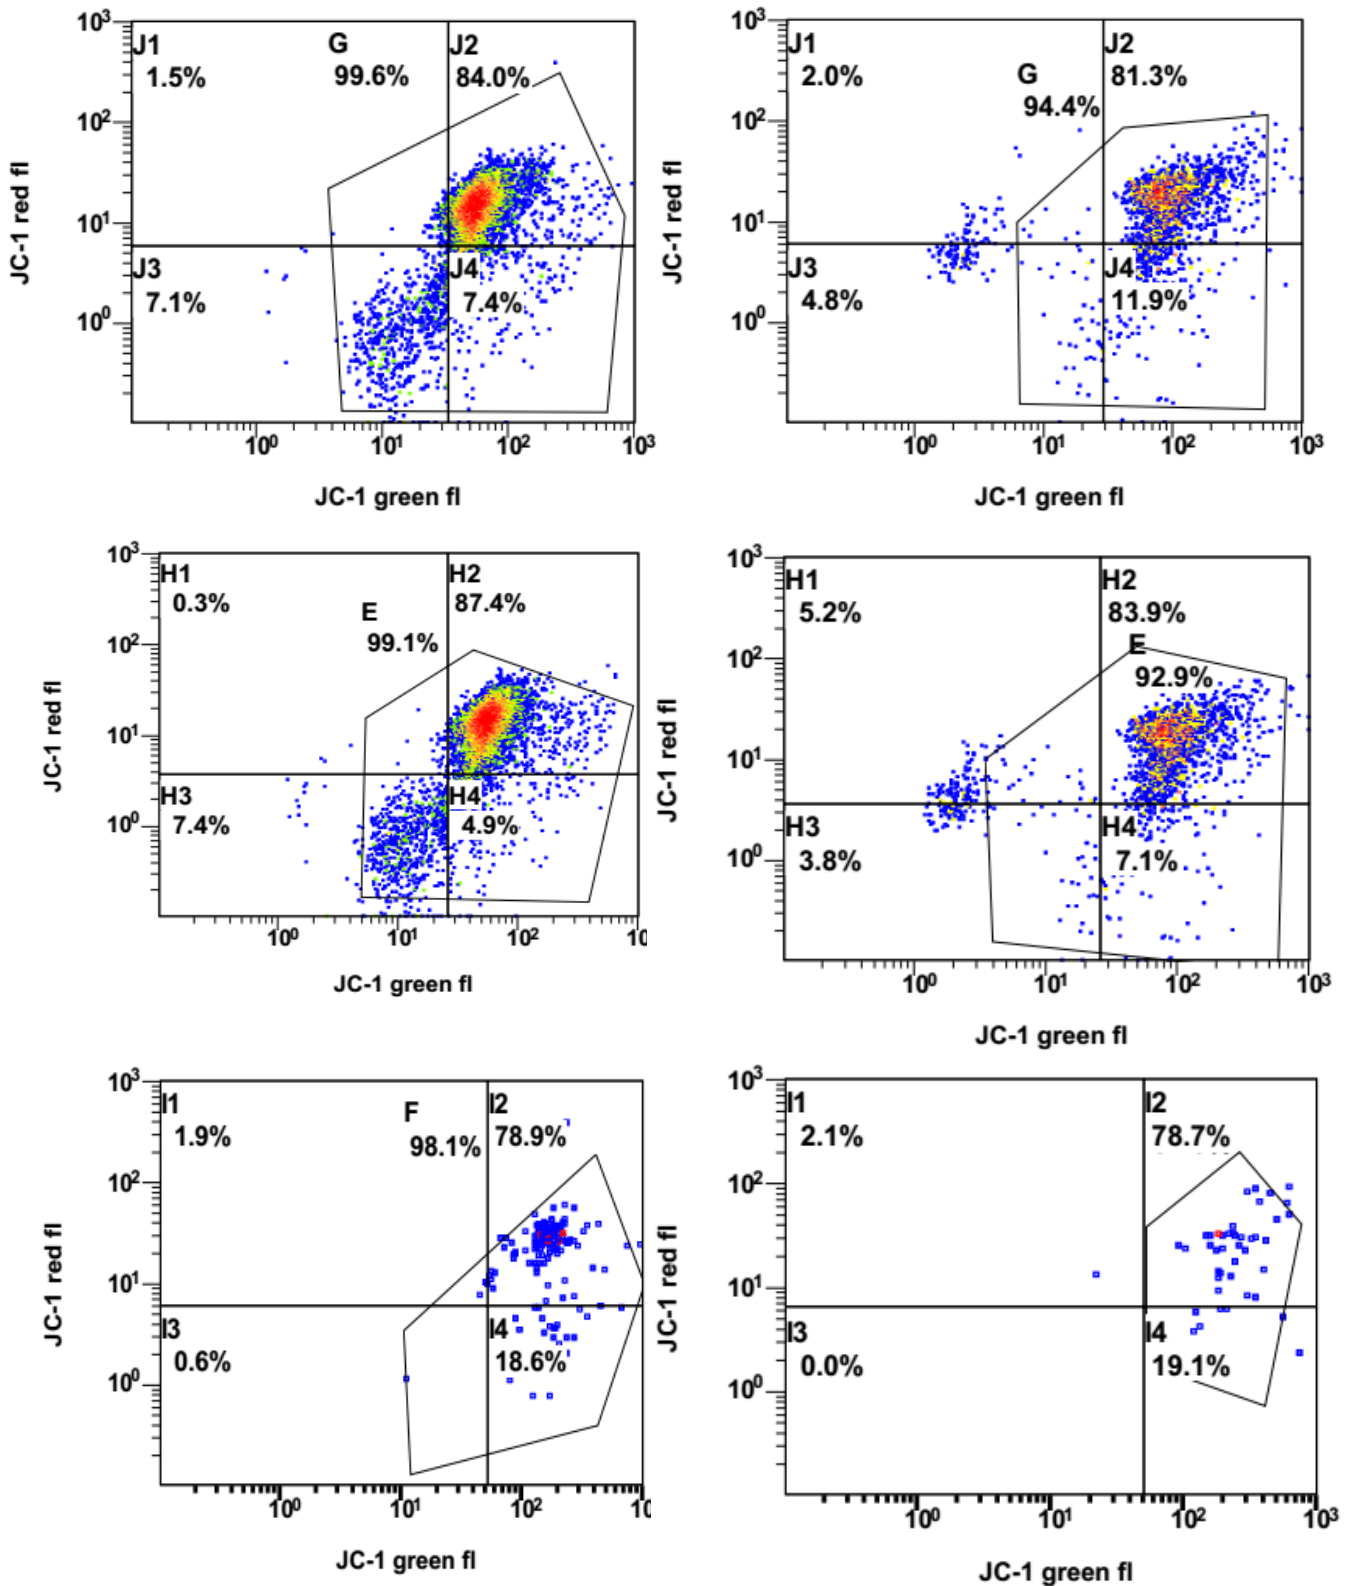 10³
J1
1.5%
G
99.6%
J2
84.0%
10²
10¹
J3
7.1%
J4
7.4%
10⁰
JC-1 red fl
10⁰ 10¹ 10² 10³
JC-1 green fl
J1
2.0%
G
94.4%
J2
81.3%
10³
10²
10¹
J3
4.8%
J4
11.9%
10⁰
JC-1 red fl
10⁰ 10¹ 10² 10³
JC-1 green fl
10³
H1
0.3%
E
99.1%
H2
87.4%
10²
10¹
H3
7.4%
H4
4.9%
10⁰
JC-1 red fl
10⁰ 10¹ 10² 10
JC-1 green fl
10³
H1
5.2%
H2
83.9%
E
92.9%
10²
10¹
H3
3.8%
H4
7.1%
10⁰
JC-1 red fl
10⁰ 10¹ 10² 10³
JC-1 green fl
10³
I1
1.9%
F
98.1%
I2
78.9%
10²
10¹
I3
0.6%
I4
18.6%
10⁰
JC-1 red fl
10⁰ 10¹ 10² 10
JC-1 green fl
10³
I1
2.1%
I2
78.7%
10²
10¹
I3
0.0%
I4
19.1%
10⁰
JC-1 red fl
10⁰ 10¹ 10² 10³
JC-1 green fl